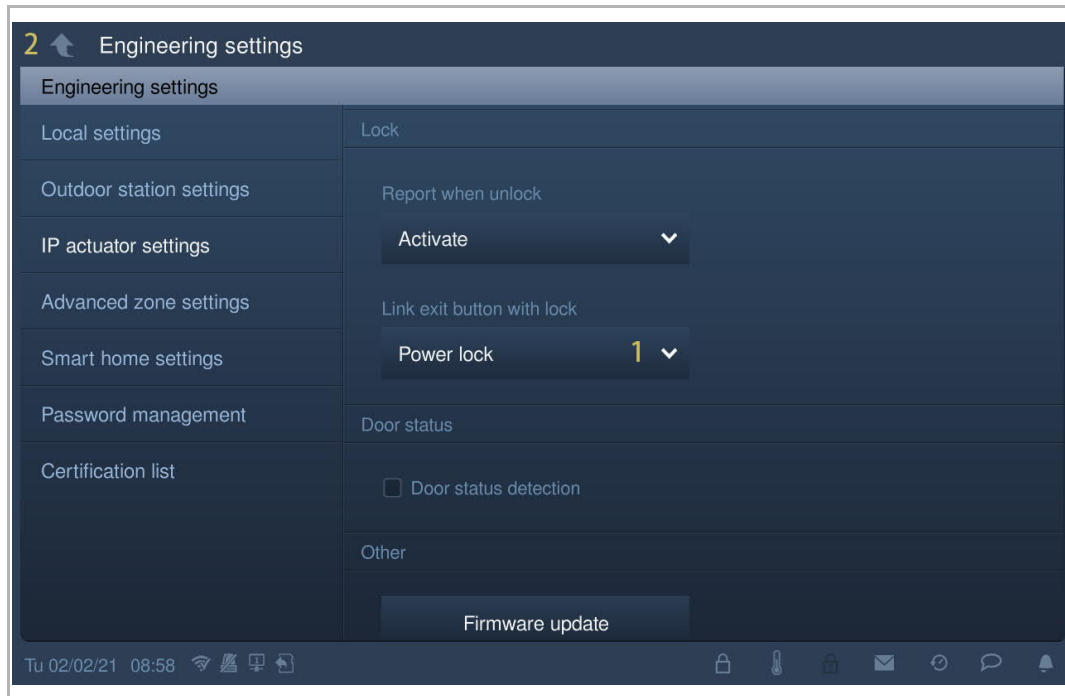 2 Engineering settings
Engineering settings
Local settings
Outdoor station settings
IP actuator settings
Advanced zone settings
Smart home settings
Password management
Certification list
Lock
Report when unlock
Activate
Link exit button with lock
Power lock 1
Door status
Door status detection
Other
Firmware update
Tu 02/02/21 08:58